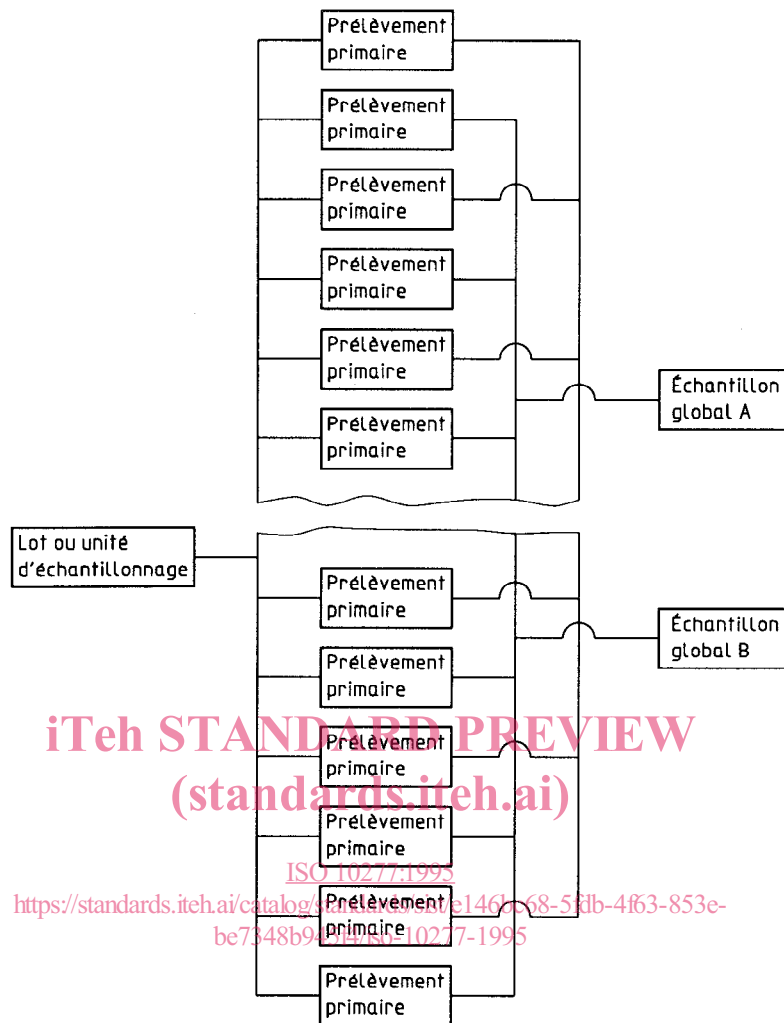 Prélèvement
primaire
Prélèvement
primaire
Prélèvement
primaire
Prélèvement
primaire
Prélèvement
primaire
Échantillon
global A
Prélèvement
primaire
Lot ou unité
d'échantillonnage
Prélèvement
primaire
Échantillon
global B
Prélèvement
primaire
iTeh STANDARD PREVIEW
Prélèvement
primaire
(standards.iteh.ai)
Prélèvement
primaire
ISO 10277:1995
Prélèvement
primaire
Prélèvement
primaire